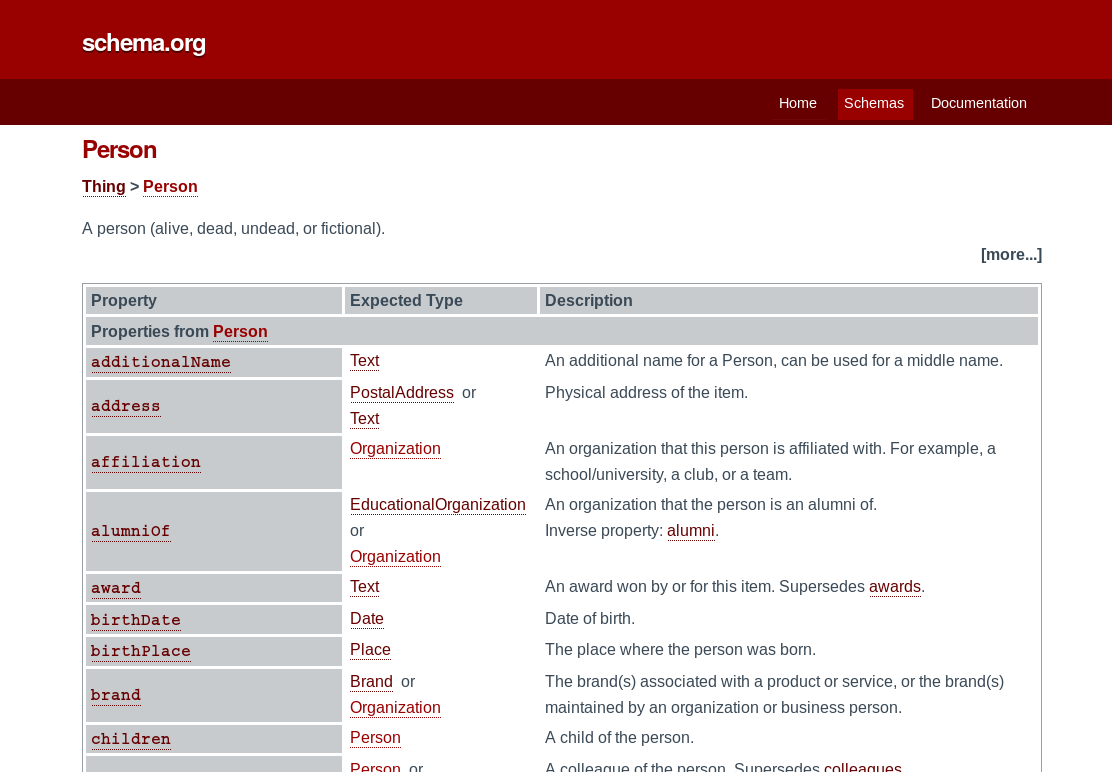 schema.org
Home Schemas Documentation
Person
Thing > Person
A person (alive, dead, undead, or fictional).
[more...]
Property Expected Type Description
Properties from Person
additionalName Text An additional name for a Person, can be used for a middle name.
address PostalAddress or Physical address of the item.
Text
affiliation Organization An organization that this person is affiliated with. For example, a
school/university, a club, or a team.
alumniOf EducationalOrganization An organization that the person is an alumni of.
or Inverse property: alumni.
Organization
award Text An award won by or for this item. Supersedes awards.
birthDate Date Date of birth.
birthPlace Place The place where the person was born.
brand Brand or The brand(s) associated with a product or service, or the brand(s)
Organization maintained by an organization or business person.
children Person A child of the person.
Person or A colleague of the person. Supersedes colleagues.